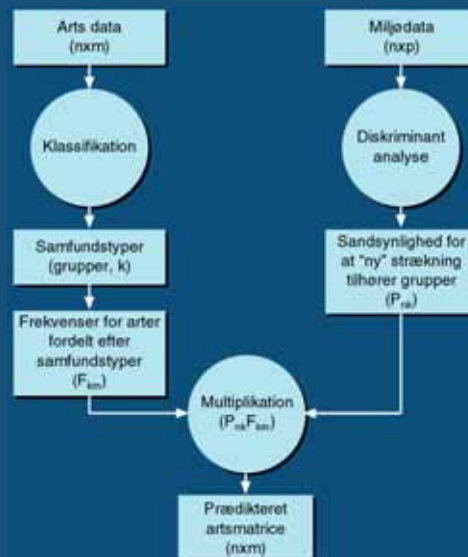 Arts data
(nxm)
Klassifikation
Samfundstyper
(grupper, k)
Frekvenser for arter
fordelt efter
samfundstyper
(Fkm)
Miljødata
(nxp)
Diskriminant
analyse
Sandsynlighed for
at "ny" strækning
tilhører grupper
(Pnk)
Multiplikation
(PnkFkm)
Prædikteret
artsmatrice
(nxm)